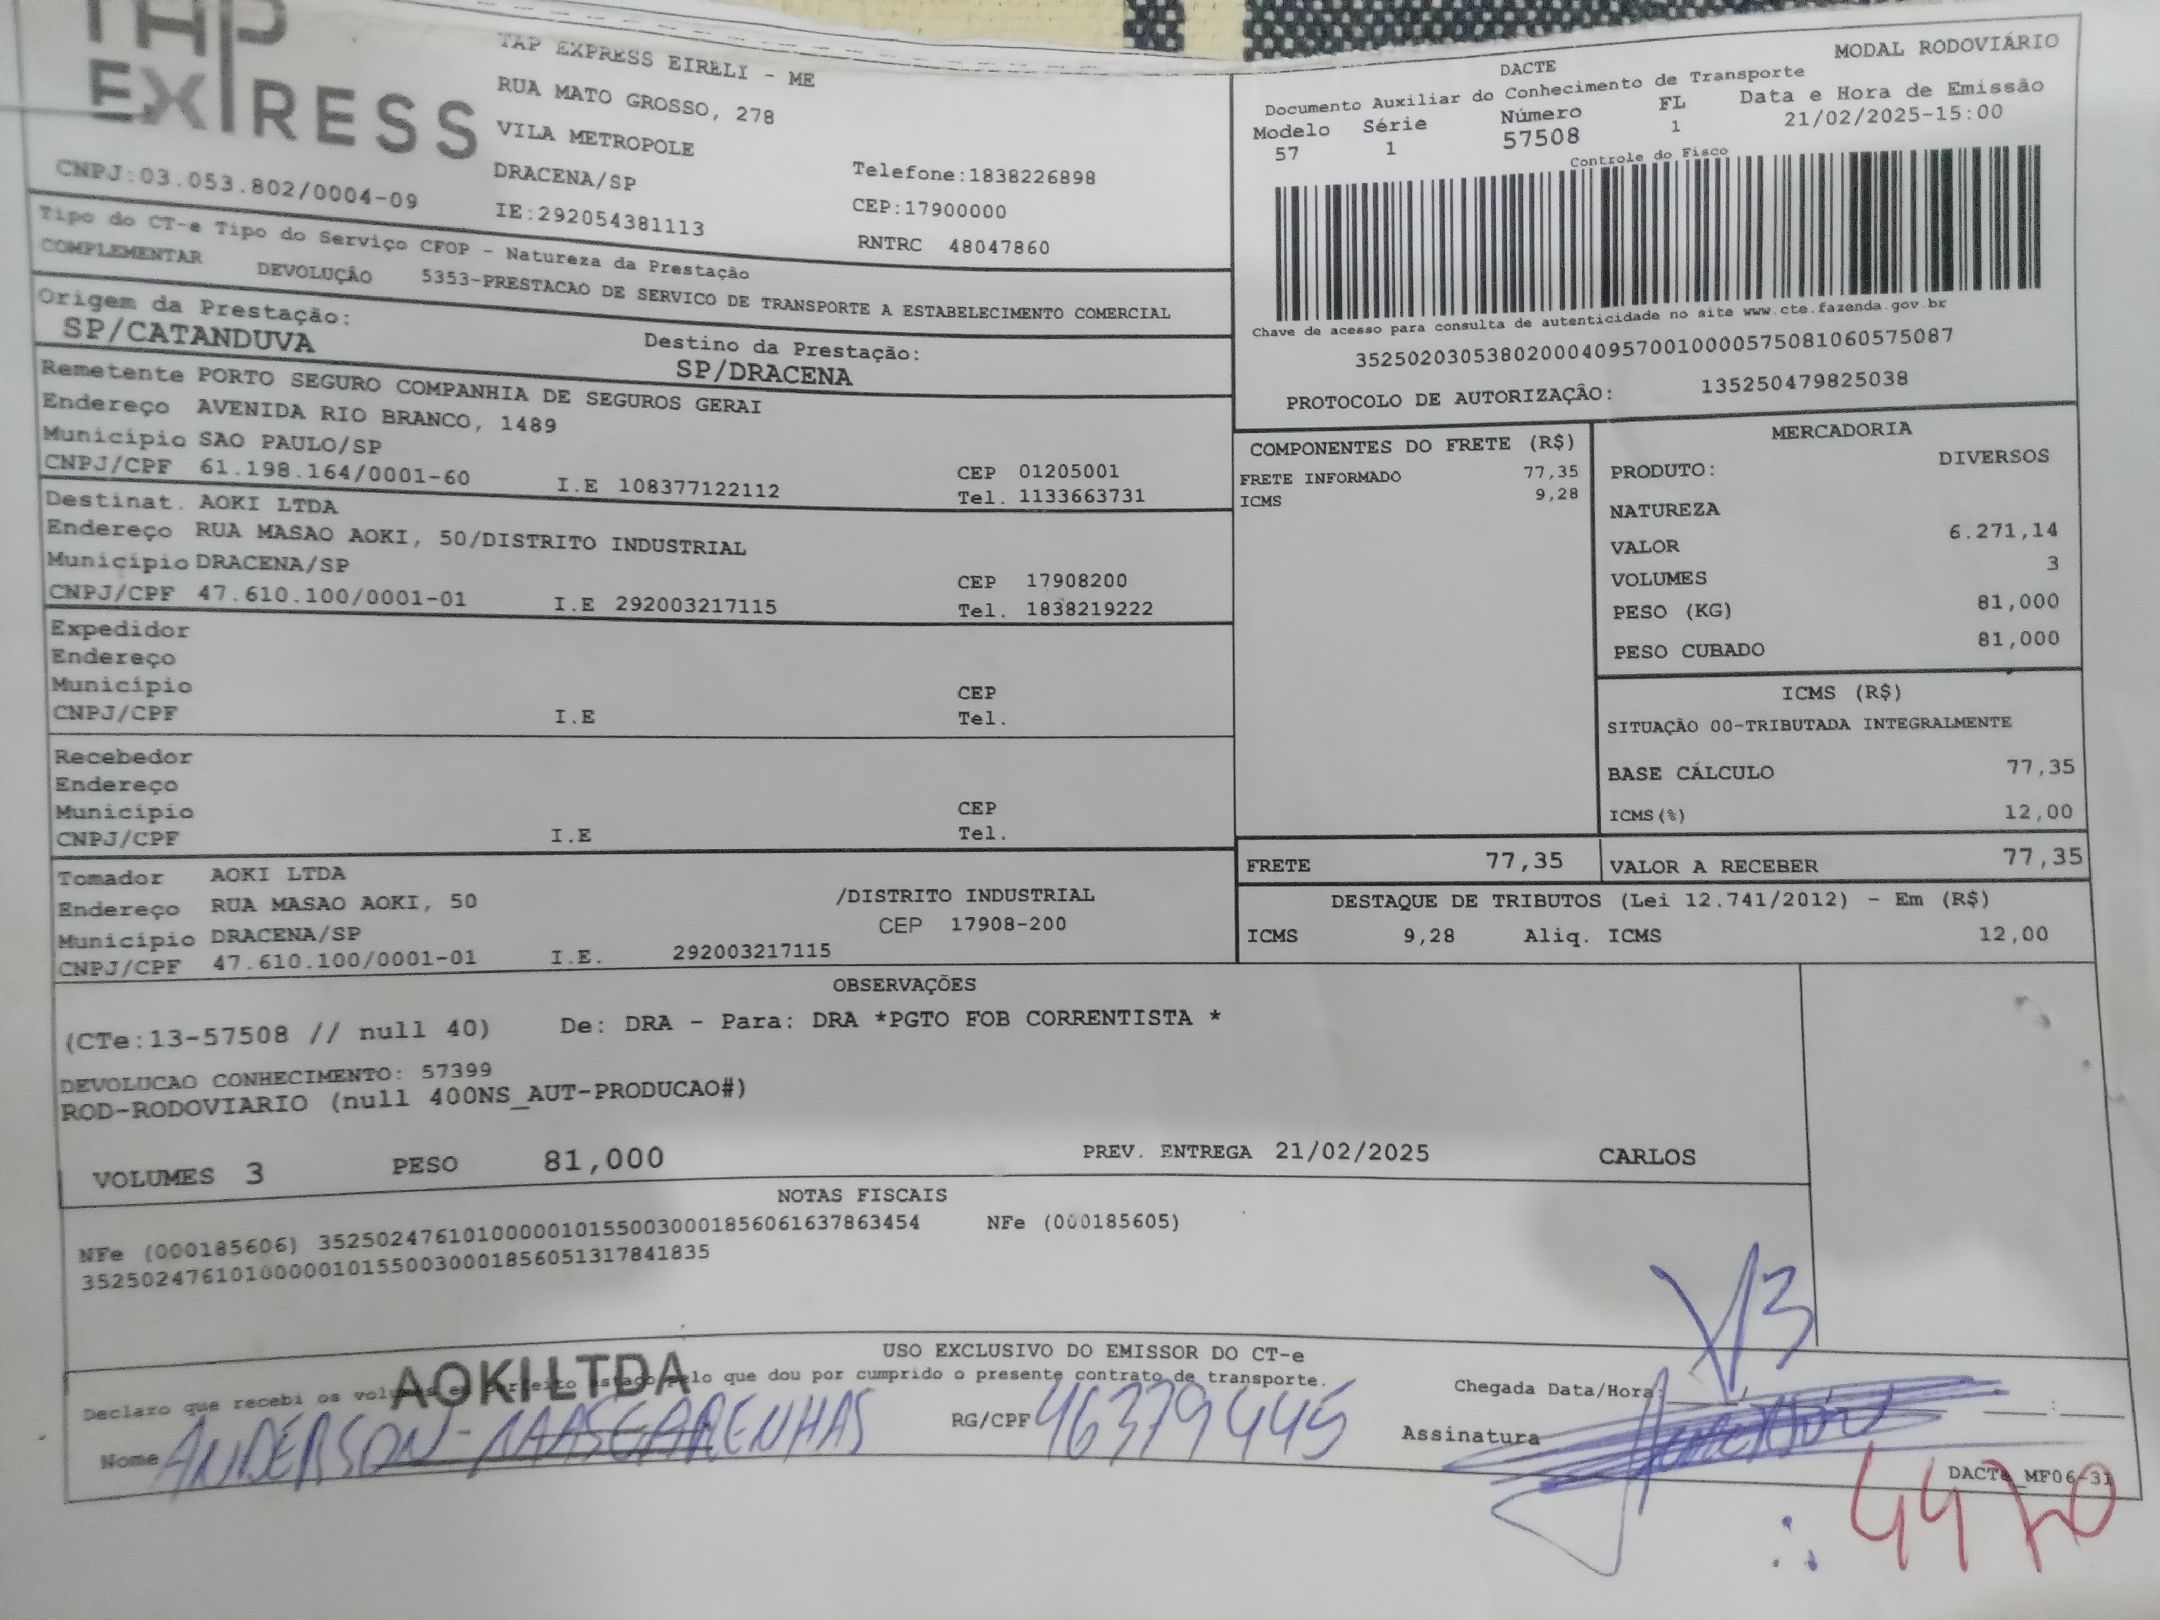 TAP
EXPRESS
TAP EXPRESS EIRELI - ME
RUA MATO GROSSO, 278
VILA METROPOLE
DRACENA/SP
IE:292054381113
Telefone:1838226898
CEP:17900000
RNTRC 48047860
CNPJ:03.053.802/0004-09
MODAL RODOVIÁRIO
DACTE
Documento Auxiliar do Conhecimento de Transporte
Modelo Série Número FL Data e Hora de Emissão
57 1 57508 1 21/02/2025-15:00
Controle do Fisco
Chave de acesso para consulta de autenticidade no site www.cte.fazenda.gov.br
35250203053802000409570010000575081060575087
PROTOCOLO DE AUTORIZAÇÂO: 135250479825038
Tipo do CT-e Tipo do Serviço CFOP - Natureza da Prestação
COMPLEMENTAR DEVOLUÇÂO 5353-PRESTACAO DE SERVICO DE TRANSPORTE A ESTABELECIMENTO COMERCIAL
Origem da Prestação: Destino da Prestação:
SP/CATANDUVA SP/DRACENA
Remetente PORTO SEGURO COMPANHIA DE SEGUROS GERAI
Endereço AVENIDA RIO BRANCO, 1489
Município SAO PAULO/SP CEP 01205001
CNPJ/CPF 61.198.164/0001-60 I.E 108377122112 Tel. 1133663731
Destinat. AOKI LTDA
Endereço RUA MASAO AOKI, 50/DISTRITO INDUSTRIAL
Município DRACENA/SP CEP 17908200
CNPJ/CPF 47.610.100/0001-01 I.E 292003217115 Tel. 1838219222
Expedidor
Endereço
Município CEP
CNPJ/CPF I.E Tel.
Recebedor
Endereço
Município CEP
CNPJ/CPF I.E Tel.
Tomador AOKI LTDA
Endereço RUA MASAO AOKI, 50 /DISTRITO INDUSTRIAL
Município DRACENA/SP CEP 17908-200
CNPJ/CPF 47.610.100/0001-01 I.E. 292003217115
COMPONENTES DO FRETE (R$)
FRETE INFORMADO 77,35
ICMS 9,28
MERCADORIA
PRODUTO: DIVERSOS
NATUREZA
VALOR 6.271,14
VOLUMES 3
PESO (KG) 81,000
PESO CUBADO 81,000
ICMS (R$)
SITUAÇÃO 00-TRIBUTADA INTEGRALMENTE
BASE CÁLCULO 77,35
ICMS(%) 12,00
FRETE 77,35 VALOR A RECEBER 77,35
DESTAQUE DE TRIBUTOS (Lei 12.741/2012) - Em (R$)
ICMS 9,28 Aliq. ICMS 12,00
OBSERVAÇÕES
(CTe:13-57508 // null 40) De: DRA - Para: DRA *PGTO FOB CORRENTISTA *
DEVOLUCAO CONHECIMENTO: 57399
ROD-RODOVIARIO (null 400NS_AUT-PRODUCAO#)
VOLUMES 3 PESO 81,000 PREV. ENTREGA 21/02/2025 CARLOS
NOTAS FISCAIS
NFe (000185606) 35250247610100000101550030001856061637863454 NFe (000185605)
35250247610100000101550030001856051317841835
V3
USO EXCLUSIVO DO EMISSOR DO CT-e
AOKI LTDA
Declaro que recebi os volumes em perfeito estado pelo que dou por cumprido o presente contrato de transporte.
Chegada Data/Hora:
Nome ANDERSON MASCARENHAS RG/CPF 46379445 Assinatura
DACTE_MF06-31
4470